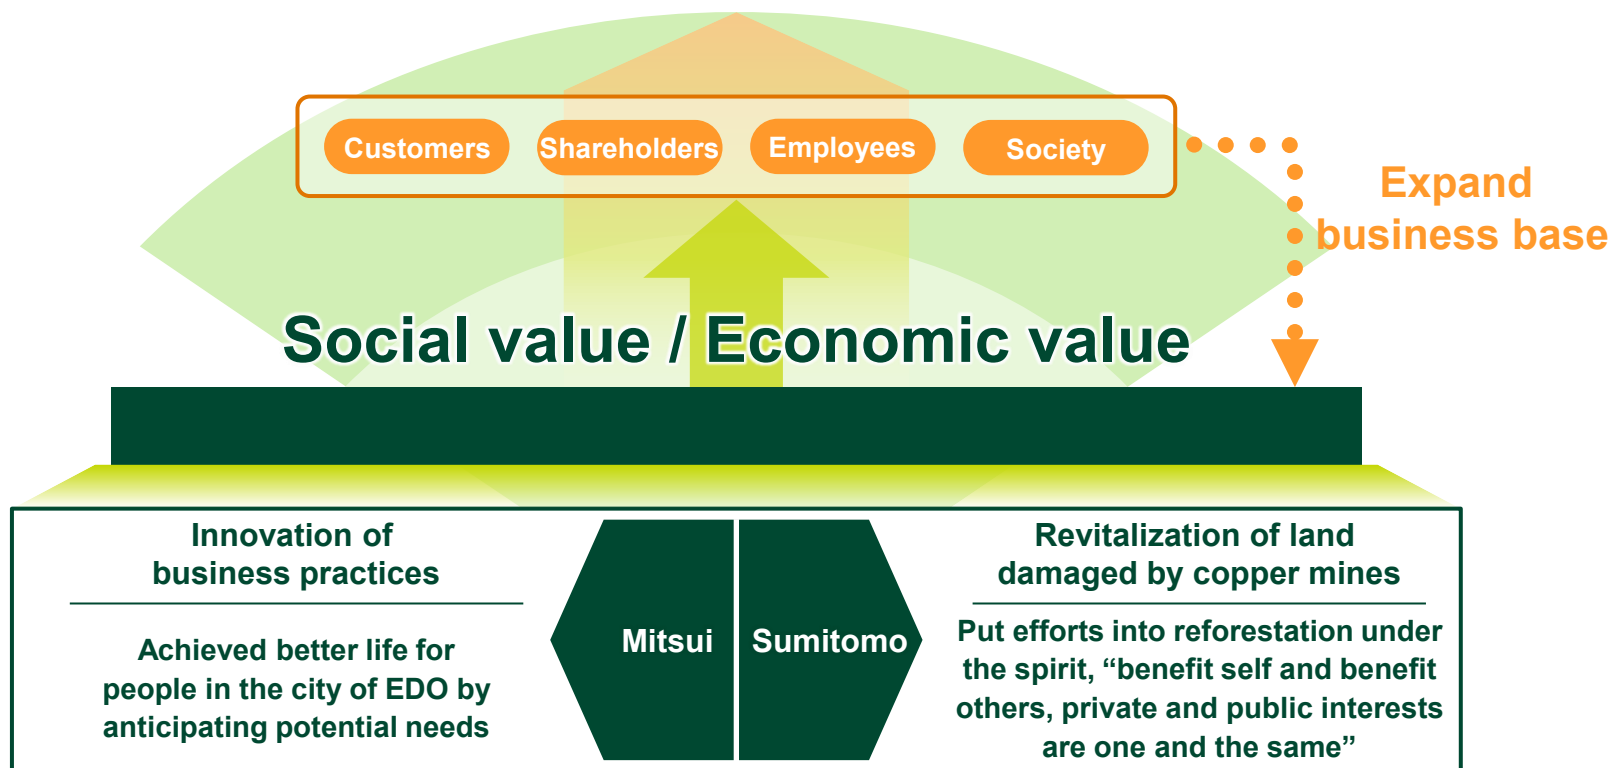 Customers
Shareholders
Employees
Society
Expand
business base
Social value / Economic value
Innovation of
business practices
Achieved better life for
people in the city of EDO by
anticipating potential needs
Mitsui
Sumitomo
Revitalization of land
damaged by copper mines
Put efforts into reforestation under
the spirit, “benefit self and benefit
others, private and public interests
are one and the same”